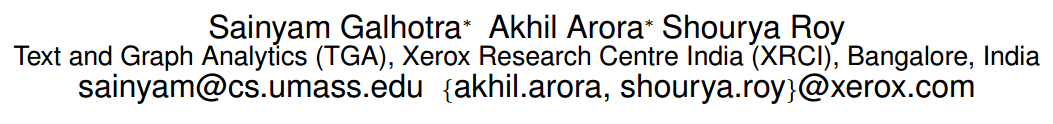 Sainyam Galhotra* Akhil Arora* Shourya Roy
Text and Graph Analytics (TGA), Xerox Research Centre India (XRCI), Bangalore, India
sainyam@cs.umass.edu {akhil.arora, shourya.roy}@xerox.com